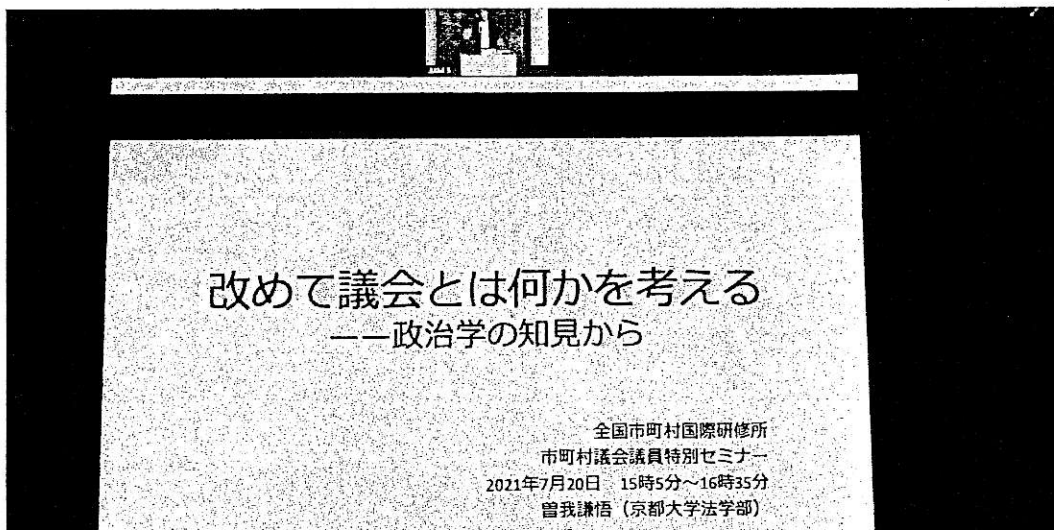 改めて議会とは何かを考える
——政治学の知見から
全国市町村国際研修所
市町村議会議員特別セミナー
2021年7月20日 15時5分～16時35分
曽我謙悟（京都大学法学部）